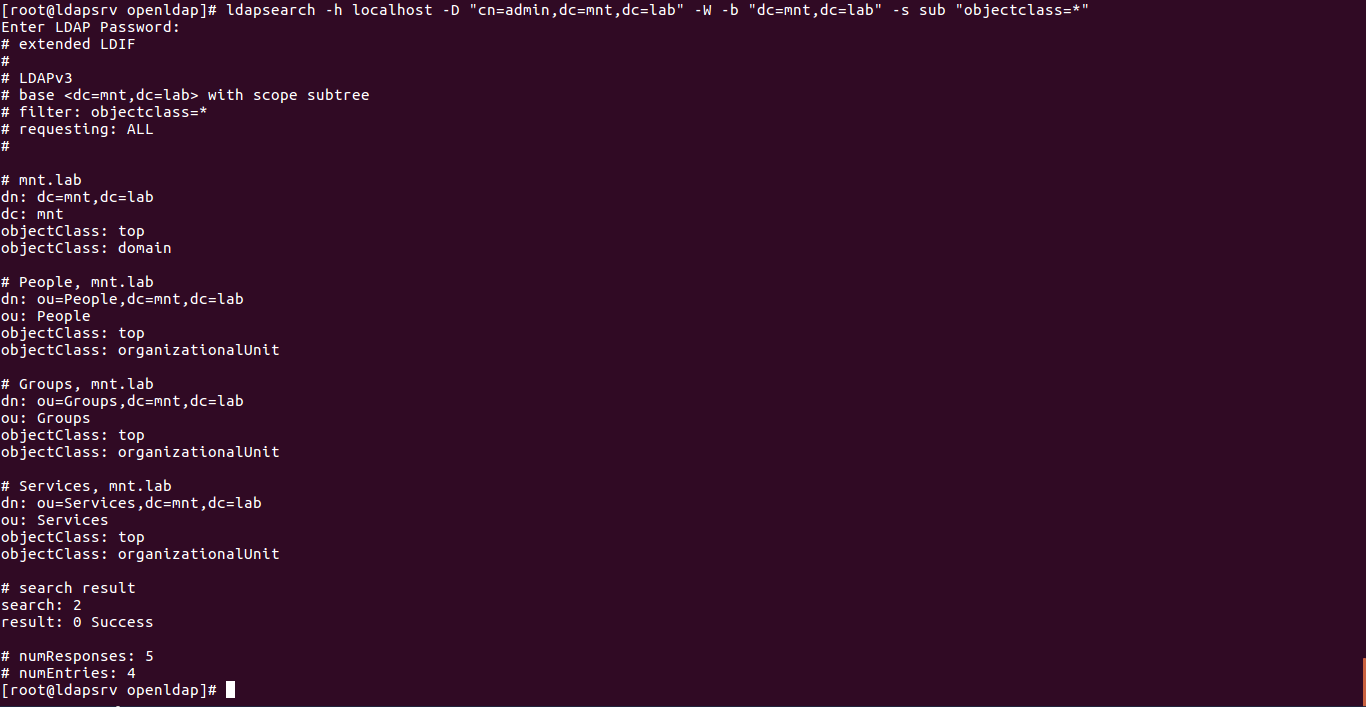 [root@ldapsrv openldap]# ldapsearch -h localhost -D "cn=admin,dc=mnt,dc=lab" -W -b "dc=mnt,dc=lab" -s sub "objectclass=*"
Enter LDAP Password:
# extended LDIF
#
# LDAPv3
# base <dc=mnt,dc=lab> with scope subtree
# filter: objectclass=*
# requesting: ALL
#

# mnt.lab
dn: dc=mnt,dc=lab
dc: mnt
objectClass: top
objectClass: domain

# People, mnt.lab
dn: ou=People,dc=mnt,dc=lab
ou: People
objectClass: top
objectClass: organizationalUnit

# Groups, mnt.lab
dn: ou=Groups,dc=mnt,dc=lab
ou: Groups
objectClass: top
objectClass: organizationalUnit

# Services, mnt.lab
dn: ou=Services,dc=mnt,dc=lab
ou: Services
objectClass: top
objectClass: organizationalUnit

# search result
search: 2
result: 0 Success

# numResponses: 5
# numEntries: 4
[root@ldapsrv openldap]#